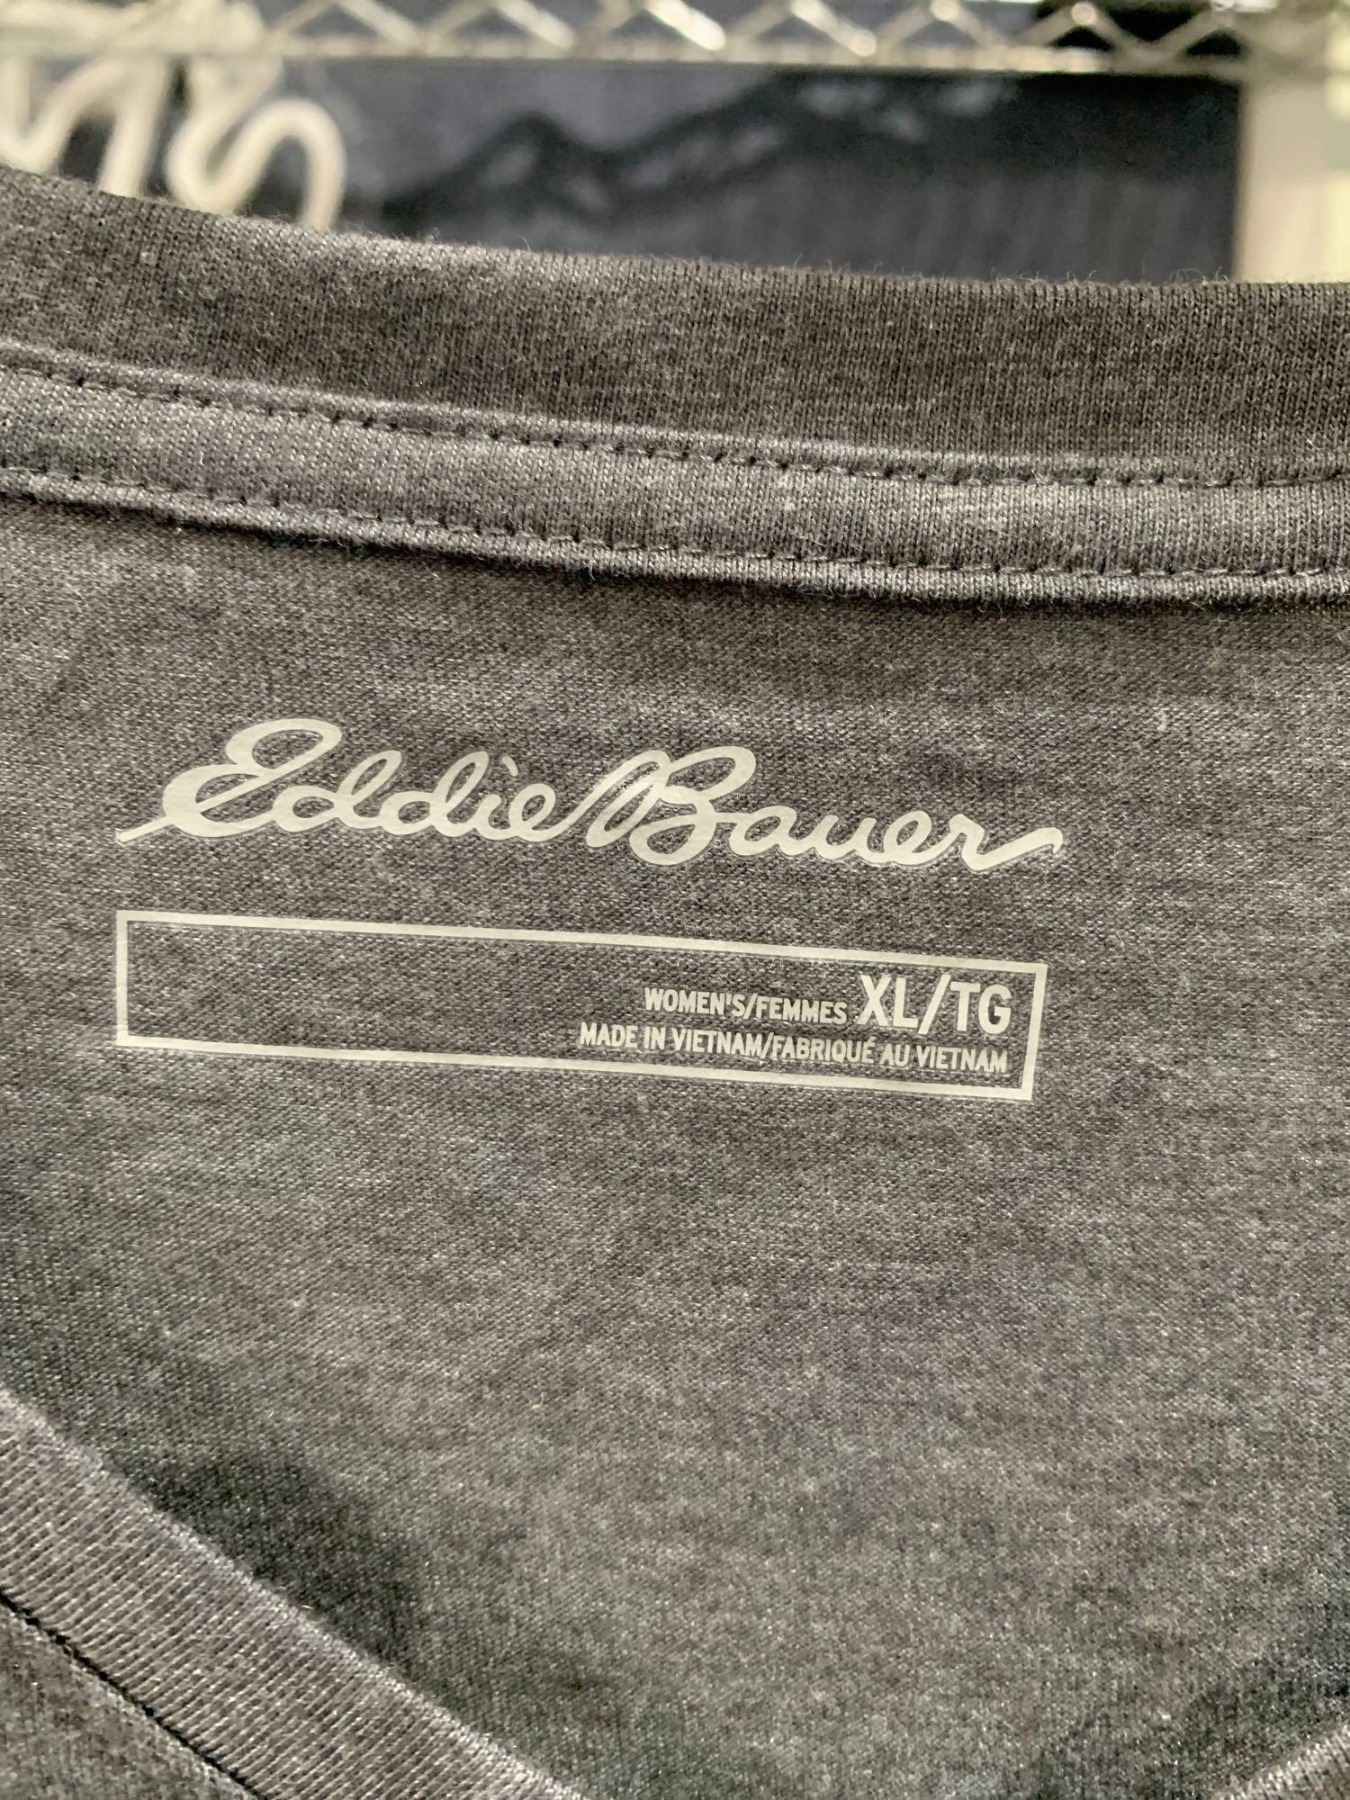 Eddie Bauer
WOMEN'S/FEMMES XL/TG
MADE IN VIETNAM/FABRIQUÉ AU VIETNAM